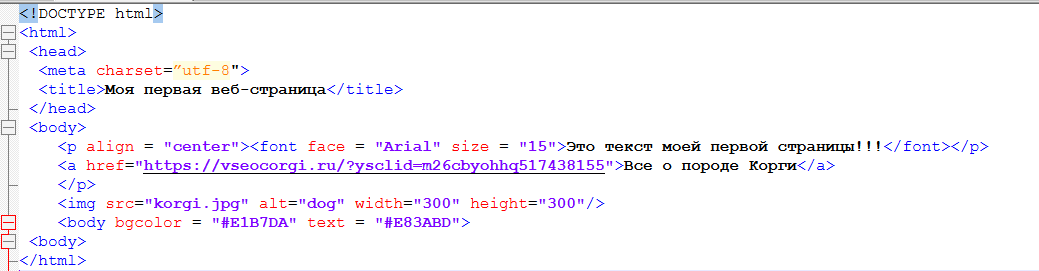 <!DOCTYPE html>
<html>
<head>
<meta charset=”utf-8">
<title>Моя первая веб-страница</title>
</head>
<body>
<p align = "center"><font face = "Arial" size = "15">Это текст моей первой страницы!!!</font></p>
<a href="https://vseocorgi.ru/?ysclid=m26cbyohhq517438155">Все о породе Корги</a>
</p>
<img src="korgi.jpg" alt="dog" width="300" height="300"/>
<body bgcolor = "#E1B7DA" text = "#E83ABD">
<body>
</html>